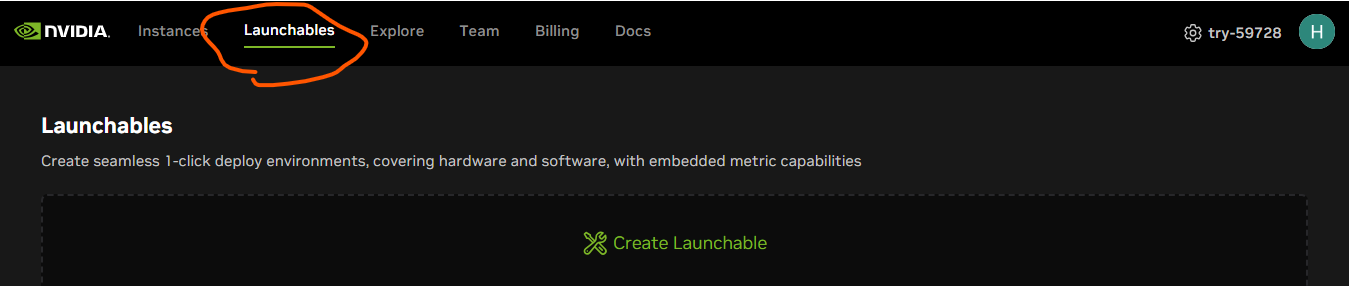 NVIDIA. Instances Launchables Explore Team Billing Docs try-59728 H
Launchables
Create seamless 1-click deploy environments, covering hardware and software, with embedded metric capabilities
Create Launchable